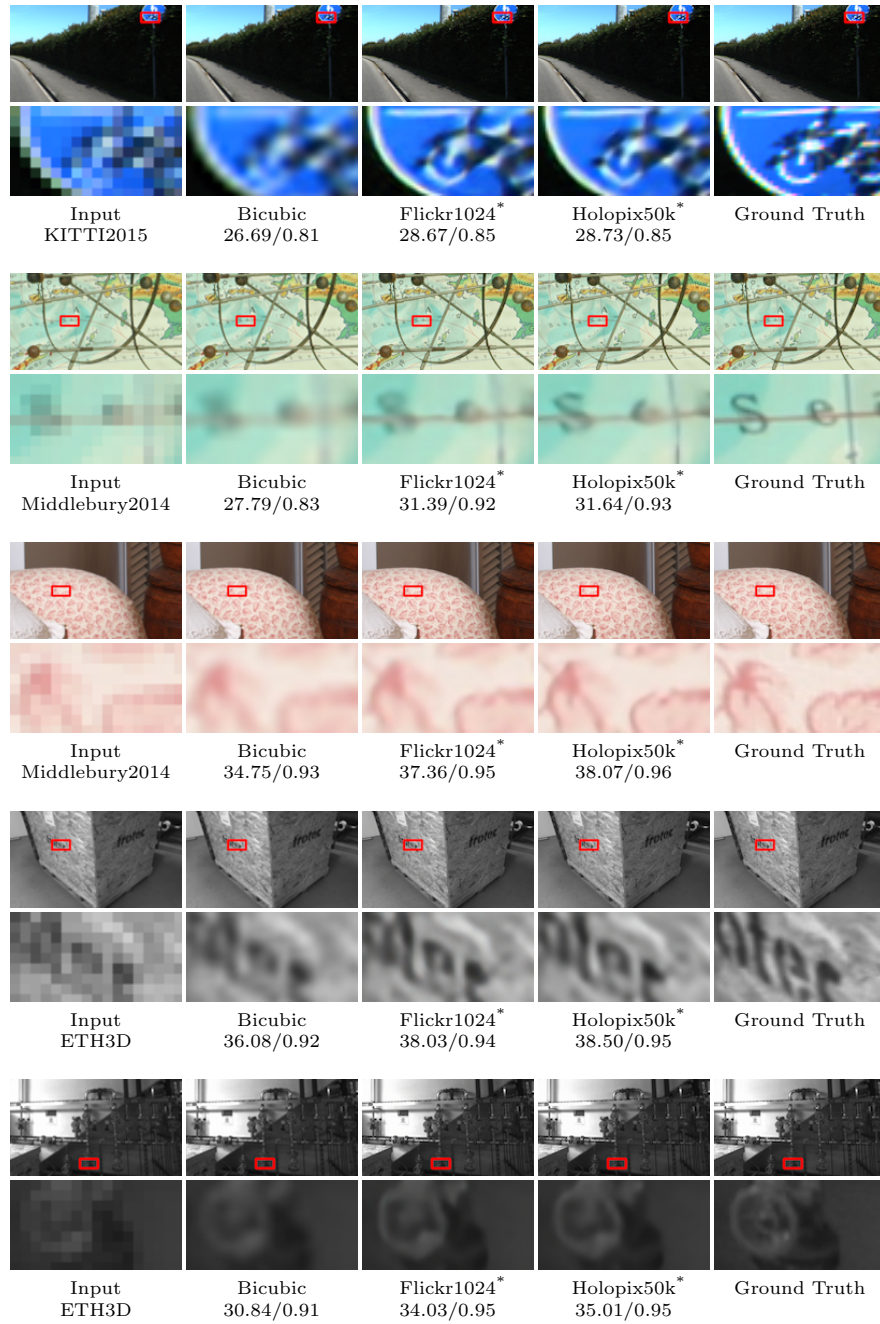 Input Bicubic Flickr1024* Holopix50k* Ground Truth
KITTI2015 26.69/0.81 28.67/0.85 28.73/0.85
S e
Input Bicubic Flickr1024* Holopix50k* Ground Truth
Middlebury2014 27.79/0.83 31.39/0.92 31.64/0.93
Input Bicubic Flickr1024* Holopix50k* Ground Truth
Middlebury2014 34.75/0.93 37.36/0.95 38.07/0.96
frotec frotec frotec frotec frotec
Input Bicubic Flickr1024* Holopix50k* Ground Truth
ETH3D 36.08/0.92 38.03/0.94 38.50/0.95
Input Bicubic Flickr1024* Holopix50k* Ground Truth
ETH3D 30.84/0.91 34.03/0.95 35.01/0.95